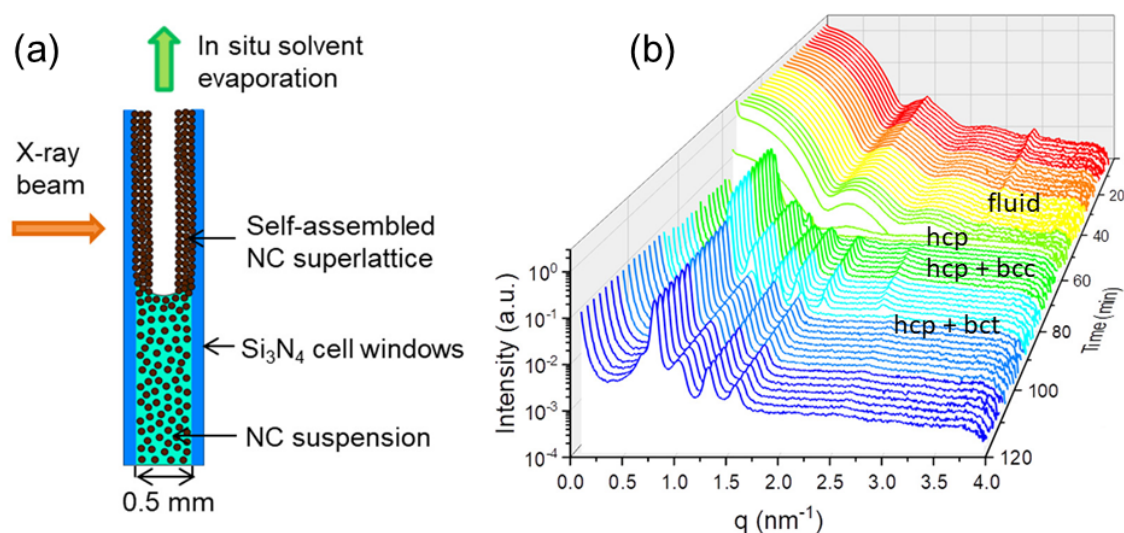 (a)
In situ solvent
evaporation
X-ray
beam
Self-assembled
NC superlattice
Si₃N₄ cell windows
NC suspension
0.5 mm
(b)
fluid
hcp
hcp + bcc
hcp + bct
Intensity (a.u.)
10⁰
10⁻¹
10⁻²
10⁻³
10⁻⁴
0.0 0.5 1.0 1.5 2.0 2.5 3.0 3.5 4.0
q (nm⁻¹)
20
40
60
80
100
120
Time (min)